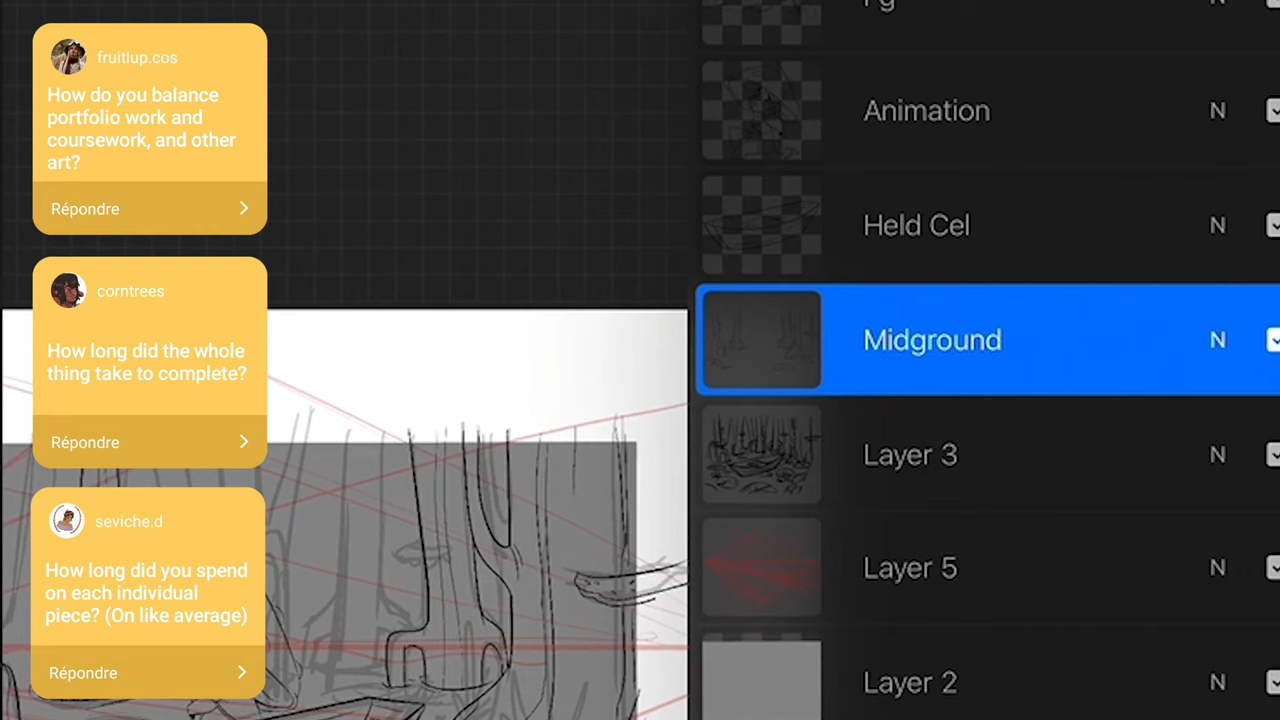 fruitlup.cos
How do you balance
portfolio work and
coursework, and other
art?
Répondre
corntrees
How long did the whole
thing take to complete?
Répondre
seviche.d
How long did you spend
on each individual
piece? (On like average)
Répondre
Fg N
Animation N
Held Cel N
Midground N
Layer 3 N
Layer 5 N
Layer 2 N